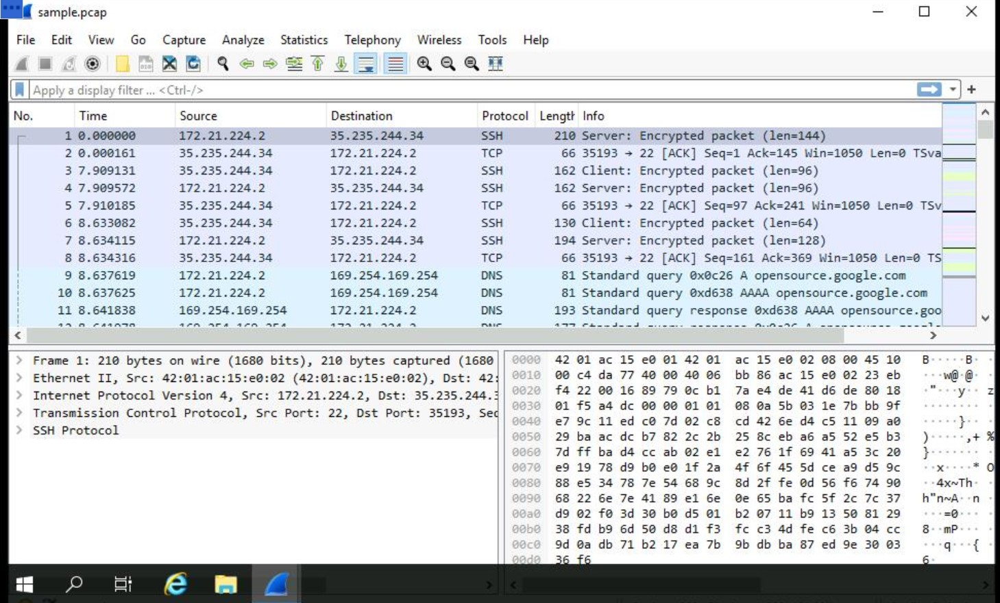 sample.pcap
File Edit View Go Capture Analyze Statistics Telephony Wireless Tools Help
Apply a display filter ... <Ctrl-/>
No. Time Source Destination Protocol Length Info
1 0.000000 172.21.224.2 35.235.244.34 SSH 210 Server: Encrypted packet (len=144)
2 0.000161 35.235.244.34 172.21.224.2 TCP 66 35193 → 22 [ACK] Seq=1 Ack=145 Win=1050 Len=0 TSva
3 7.909131 35.235.244.34 172.21.224.2 SSH 162 Client: Encrypted packet (len=96)
4 7.909572 172.21.224.2 35.235.244.34 SSH 162 Server: Encrypted packet (len=96)
5 7.910185 35.235.244.34 172.21.224.2 TCP 66 35193 → 22 [ACK] Seq=97 Ack=241 Win=1050 Len=0 TSv
6 8.633082 35.235.244.34 172.21.224.2 SSH 130 Client: Encrypted packet (len=64)
7 8.634115 172.21.224.2 35.235.244.34 SSH 194 Server: Encrypted packet (len=128)
8 8.634316 35.235.244.34 172.21.224.2 TCP 66 35193 → 22 [ACK] Seq=161 Ack=369 Win=1050 Len=0 TS
9 8.637619 172.21.224.2 169.254.169.254 DNS 81 Standard query 0x0c26 A opensource.google.com
10 8.637625 172.21.224.2 169.254.169.254 DNS 81 Standard query 0xd638 AAAA opensource.google.com
11 8.641838 169.254.169.254 172.21.224.2 DNS 193 Standard query response 0xd638 AAAA opensource.goo
Frame 1: 210 bytes on wire (1680 bits), 210 bytes captured (1680
Ethernet II, Src: 42:01:ac:15:e0:02 (42:01:ac:15:e0:02), Dst: 42:
Internet Protocol Version 4, Src: 172.21.224.2, Dst: 35.235.244.3
Transmission Control Protocol, Src Port: 22, Dst Port: 35193, Sec
SSH Protocol
0000 42 01 ac 15 e0 01 42 01 ac 15 e0 02 08 00 45 10 B·····B·
0010 00 c4 da 77 40 00 40 06 bb 86 ac 15 e0 02 23 eb ···w@·@·
0020 f4 22 00 16 89 79 0c b1 7a e4 de 41 d6 de 80 18 ·"···y·· z
0030 01 f5 a4 dc 00 00 01 01 08 0a 5b 03 1e 7b bb 9f ········
0040 e7 9c 11 ed c0 7d 02 c8 cd 42 6e d4 c5 11 09 a0 ·····}··
0050 29 ba ac dc b7 82 2c 2b 25 8c eb a6 a5 52 e5 b3 )·····,+ %
0060 7d ff ba d4 cc ab 02 e1 e2 76 1f 69 41 a5 3c 20 }·······
0070 e9 19 78 d9 b0 e0 1f 2a 4f 6f 45 5d ce a9 d5 9c ··x····* O
0080 88 e5 34 78 7e 54 68 9c 8d 2f fe 0d 56 f6 74 90 ··4x~Th·
0090 68 22 6e 7e 41 89 e1 6e 0e 65 ba fc 5f 2c 7c 37 h"n~A··n
00a0 d9 02 f0 3d 30 b0 d5 01 b2 07 11 b9 13 50 81 29 ···=0···
00b0 38 fd b9 6d 50 d8 d1 f3 fc c3 4d fe c6 3b 04 cc 8··mP···
00c0 9d 0a db 71 b2 17 ea 7b 9b db ba 87 ed 9e 30 03 ···q···{
00d0 36 f6 6·